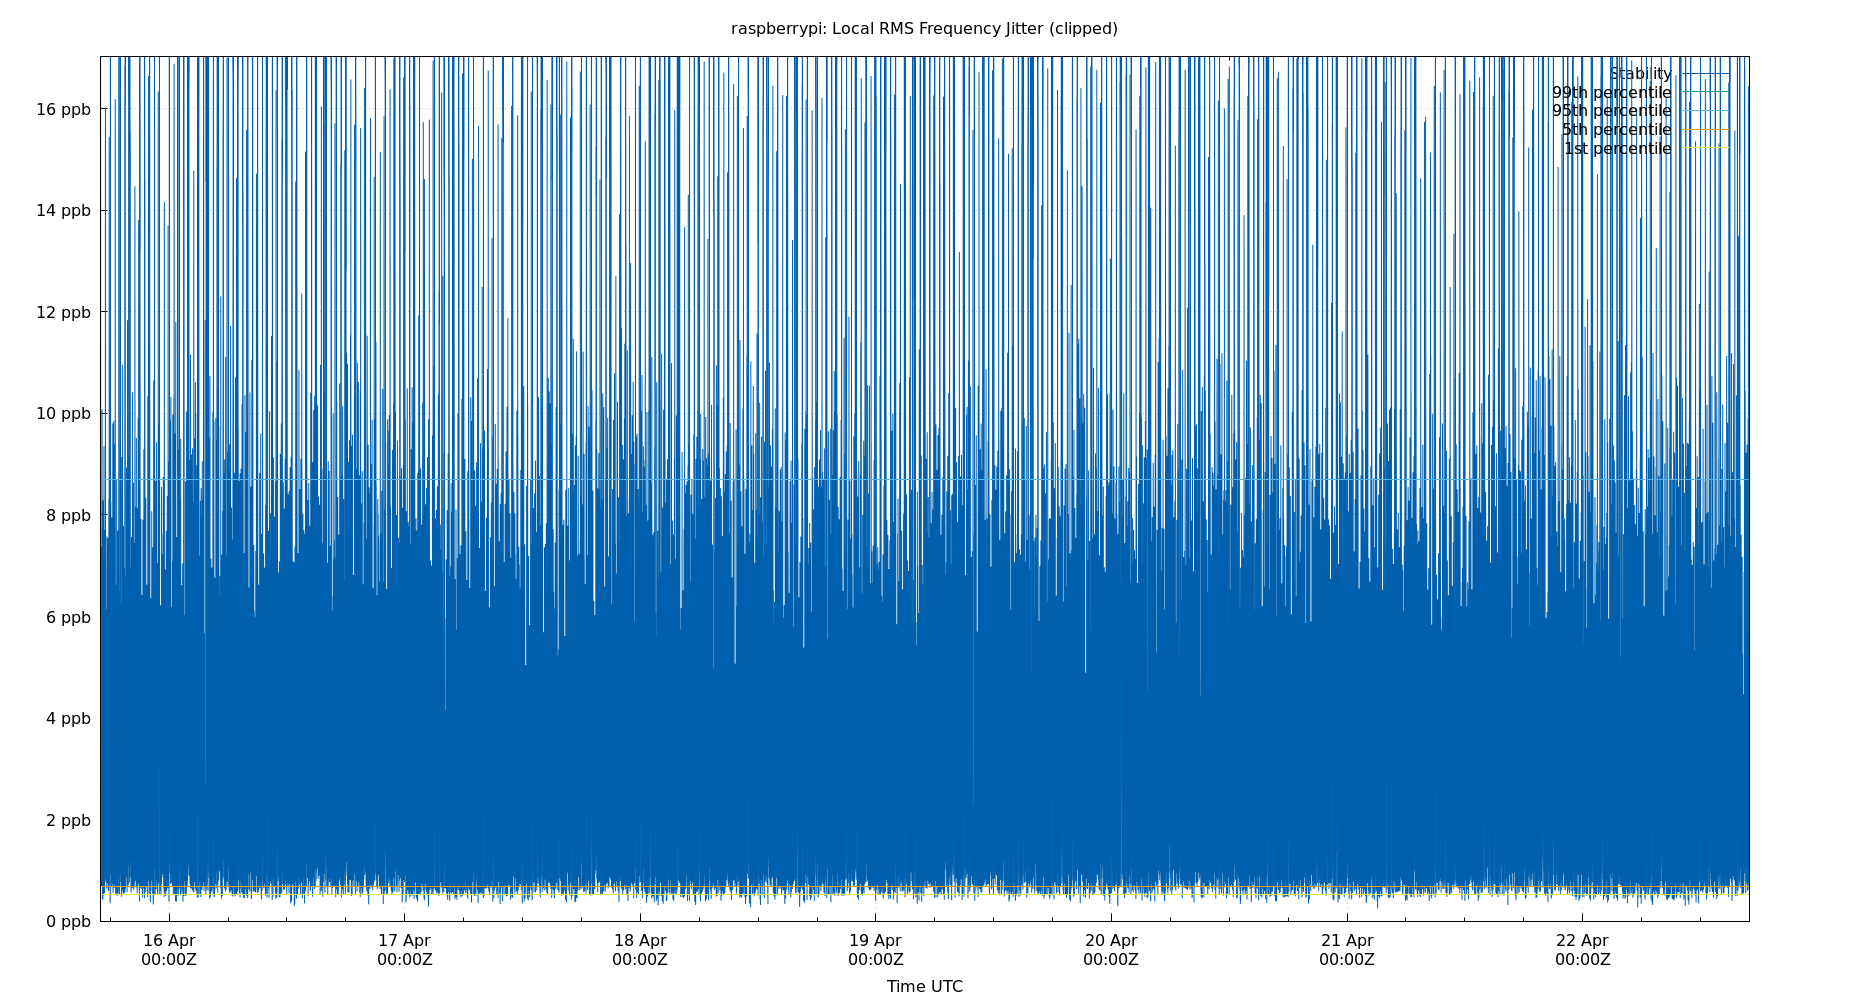 raspberrypi: Local RMS Frequency Jitter (clipped)
Stability
99th percentile
95th percentile
5th percentile
1st percentile
16 ppb
14 ppb
12 ppb
10 ppb
8 ppb
6 ppb
4 ppb
2 ppb
0 ppb
16 Apr 17 Apr 18 Apr 19 Apr 20 Apr 21 Apr 22 Apr
00:00Z 00:00Z 00:00Z 00:00Z 00:00Z 00:00Z 00:00Z
Time UTC